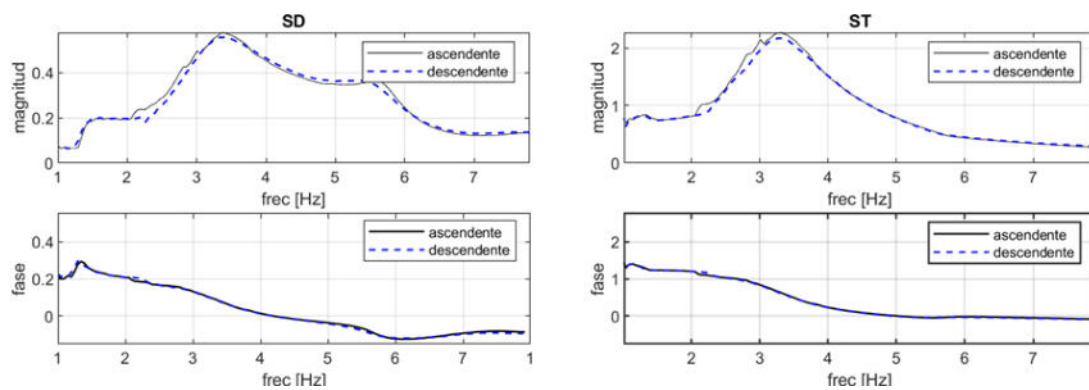 SD
magnitud
0.4
0.2
0
ascendente
descendente
1 2 3 4 5 6 7
frec [Hz]
ST
magnitud
2
1
0
ascendente
descendente
2 3 4 5 6 7
frec [Hz]
fase
0.4
0.2
0
ascendente
descendente
1 2 3 4 5 6 7 1
frec [Hz]
fase
2
1
0
ascendente
descendente
2 3 4 5 6 7
frec [Hz]